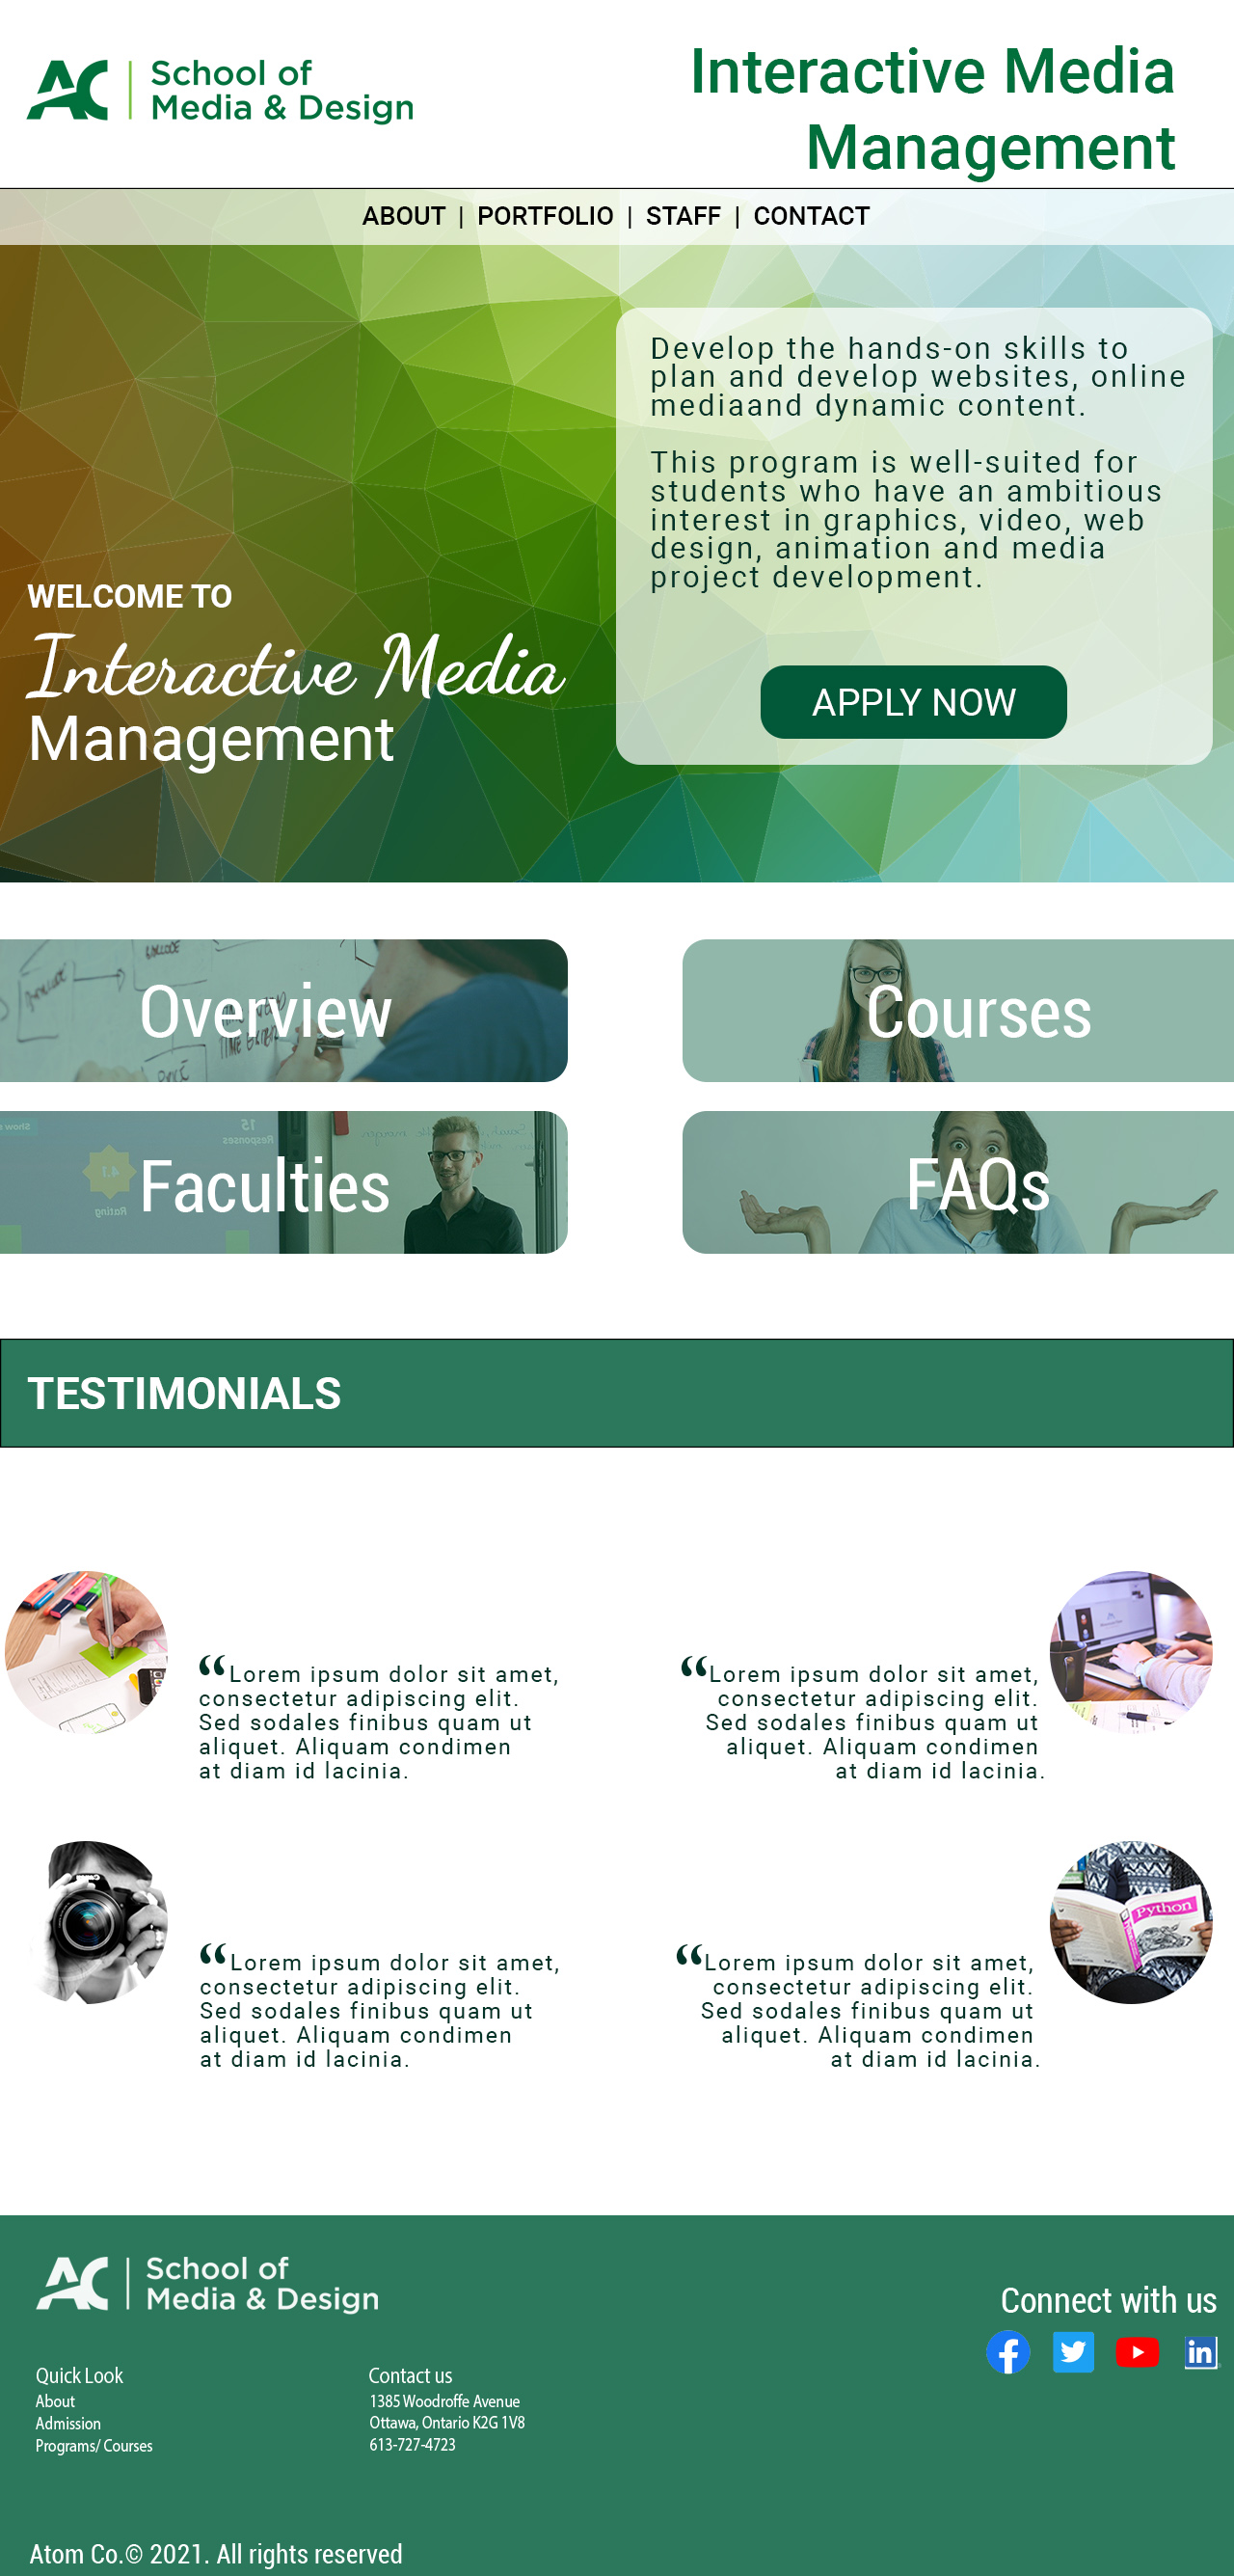 AC School of
Media & Design
Interactive Media
Management
ABOUT | PORTFOLIO | STAFF | CONTACT
Develop the hands-on skills to
plan and develop websites, online
mediaand dynamic content.
This program is well-suited for
students who have an ambitious
interest in graphics, video, web
design, animation and media
project development.
APPLY NOW
WELCOME TO
Interactive Media
Management
Overview
Courses
Faculties
15
Responses
4.1
Rating
FAQs
TESTIMONIALS
“Lorem ipsum dolor sit amet,
consectetur adipiscing elit.
Sed sodales finibus quam ut
aliquet. Aliquam condimen
at diam id lacinia.
“Lorem ipsum dolor sit amet,
consectetur adipiscing elit.
Sed sodales finibus quam ut
aliquet. Aliquam condimen
at diam id lacinia.
“Lorem ipsum dolor sit amet,
consectetur adipiscing elit.
Sed sodales finibus quam ut
aliquet. Aliquam condimen
at diam id lacinia.
“Lorem ipsum dolor sit amet,
consectetur adipiscing elit.
Sed sodales finibus quam ut
aliquet. Aliquam condimen
at diam id lacinia.
Python
AC School of
Media & Design
Connect with us
Quick Look
About
Admission
Programs/ Courses
Contact us
1385 Woodroffe Avenue
Ottawa, Ontario K2G 1V8
613-727-4723
Atom Co.© 2021. All rights reserved